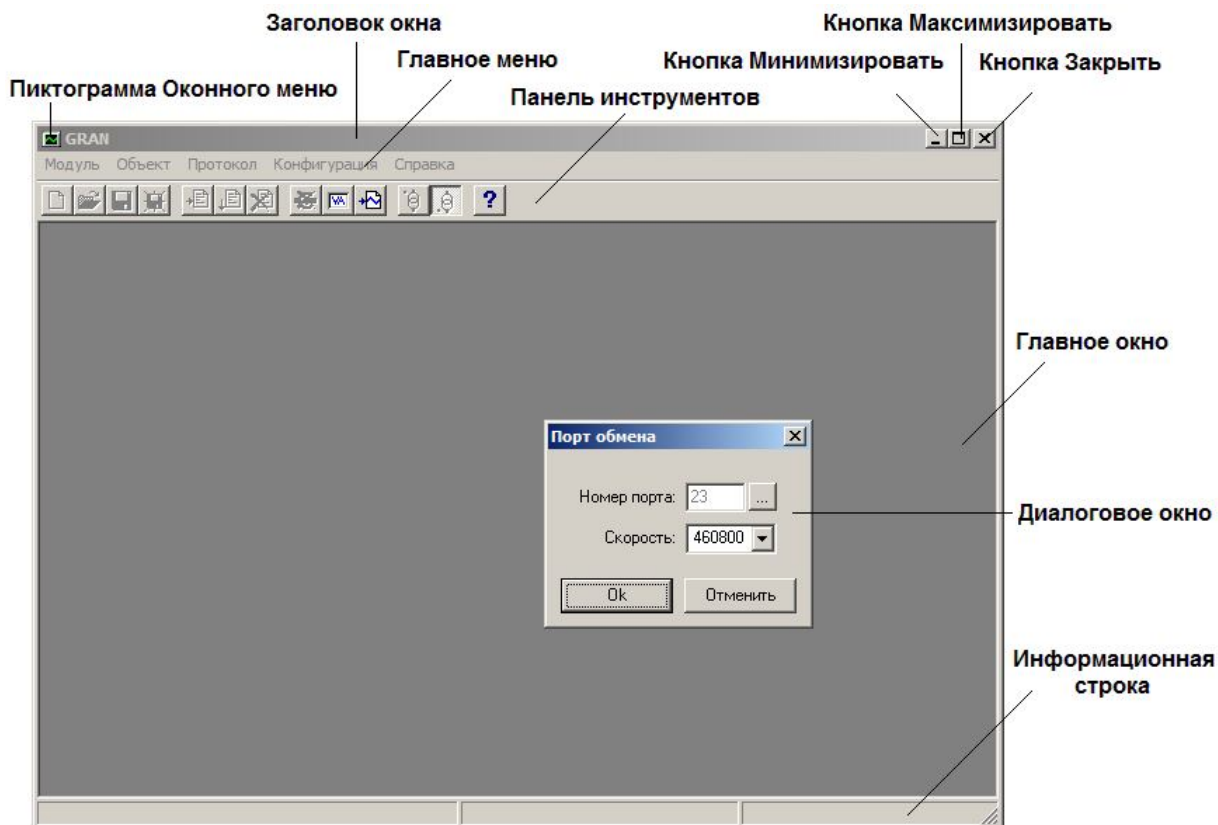 Заголовок окна
Кнопка Максимизировать
Главное меню
Кнопка Минимизировать
Кнопка Закрыть
Пиктограмма Оконного меню
Панель инструментов
GRAN
Модуль Объект Протокол Конфигурация Справка
?
Главное окно
Порт обмена
Номер порта: 23 ...
Диалоговое окно
Скорость: 460800
Ok Отменить
Информационная
строка